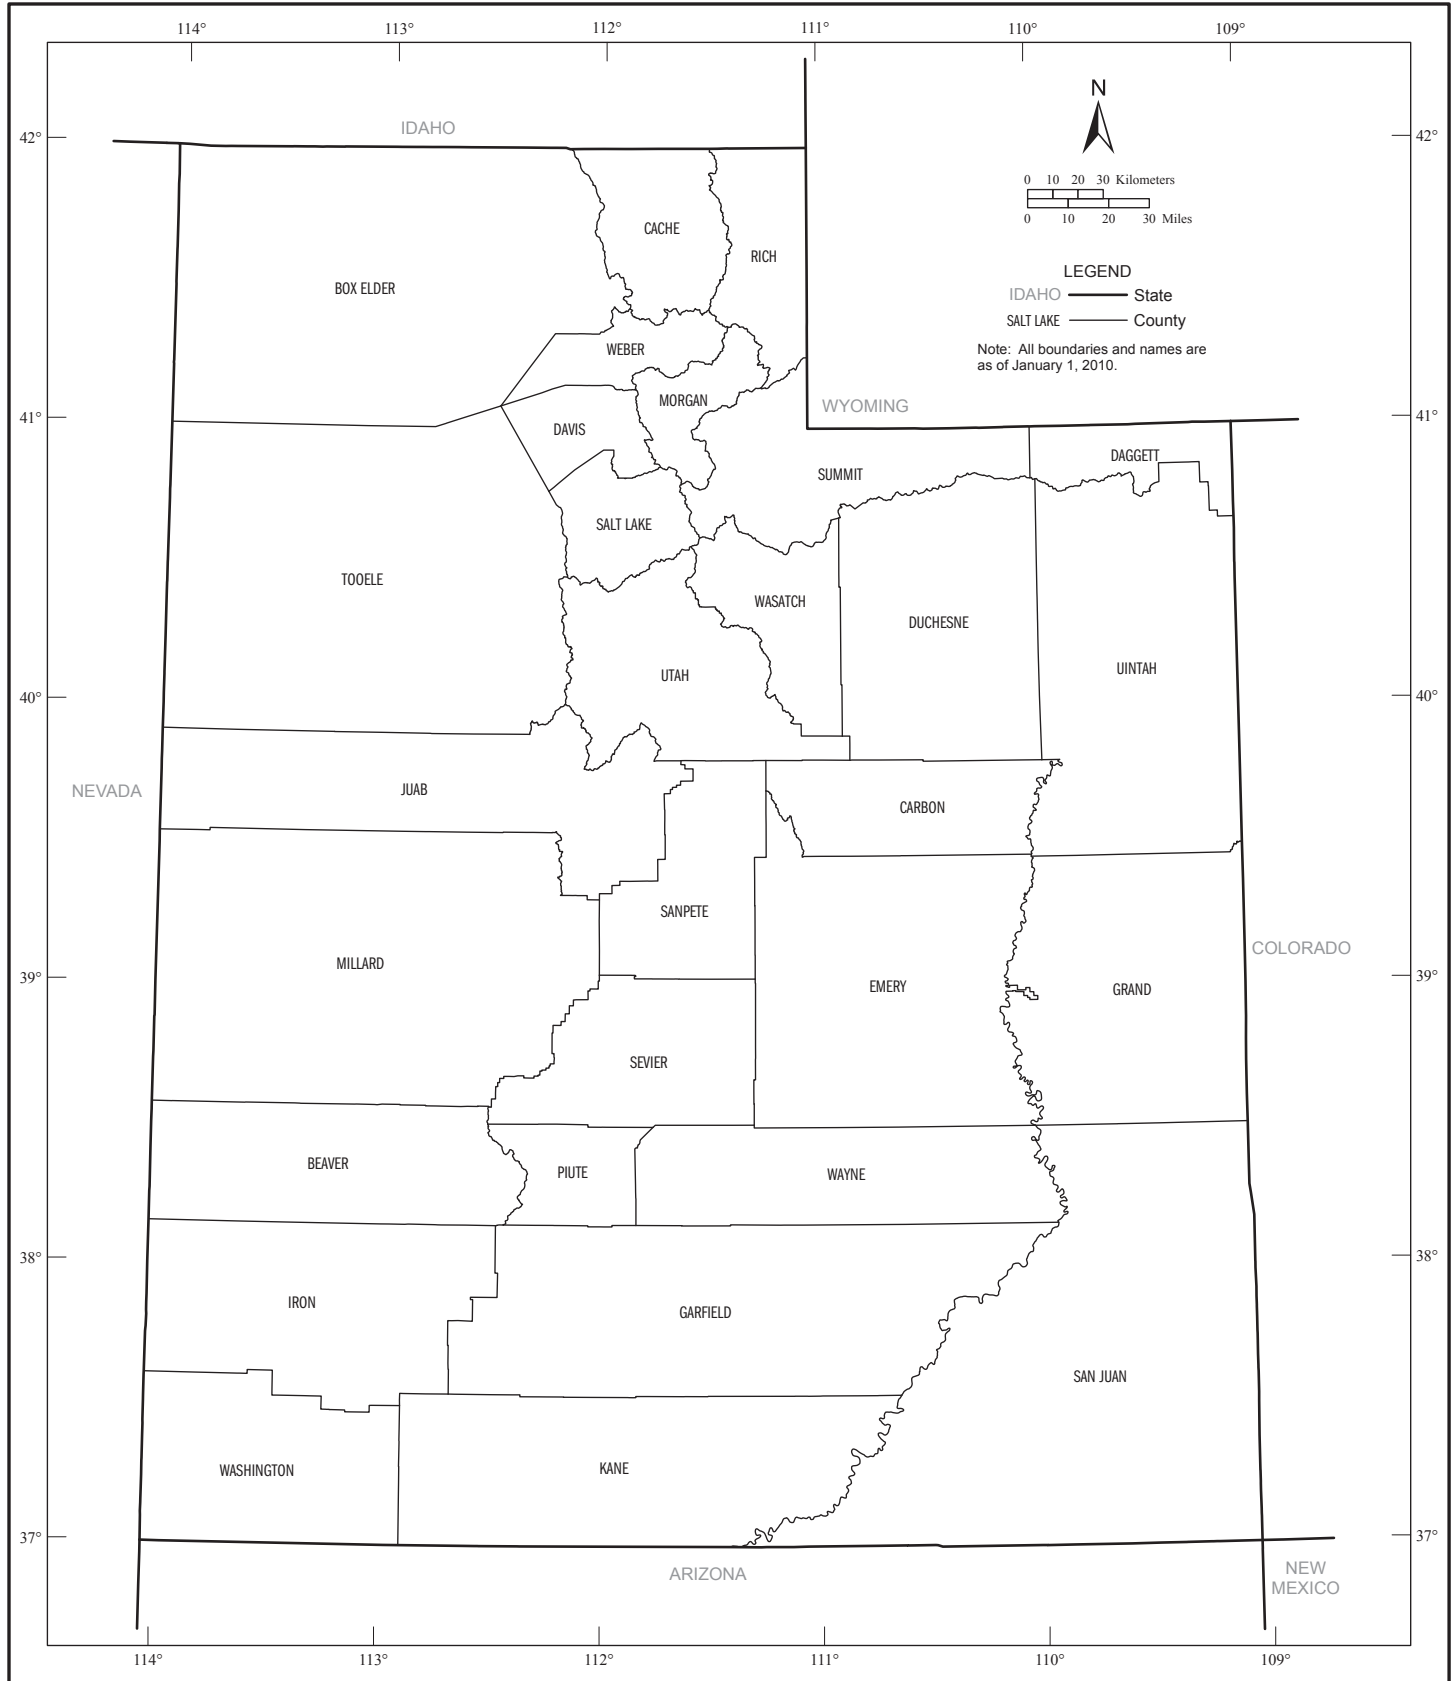 114° 113° 112° 111° 110° 109°
N
42° IDAHO 42°
0 10 20 30 Kilometers
0 10 20 30 Miles
CACHE
RICH
LEGEND
IDAHO State
SALT LAKE County
Note: All boundaries and names are
as of January 1, 2010.
BOX ELDER
WEBER
MORGAN
WYOMING
41° 41°
DAVIS
DAGGETT
SUMMIT
SALT LAKE
TOOELE
WASATCH
DUCHESNE
UINTAH
UTAH
40° 40°
NEVADA
JUAB
CARBON
SANPETE
COLORADO
MILLARD
39° 39°
EMERY
GRAND
SEVIER
BEAVER
PIUTE
WAYNE
38° 38°
IRON
GARFIELD
SAN JUAN
WASHINGTON
KANE
37° 37°
ARIZONA
NEW
MEXICO
114° 113° 112° 111° 110° 109°